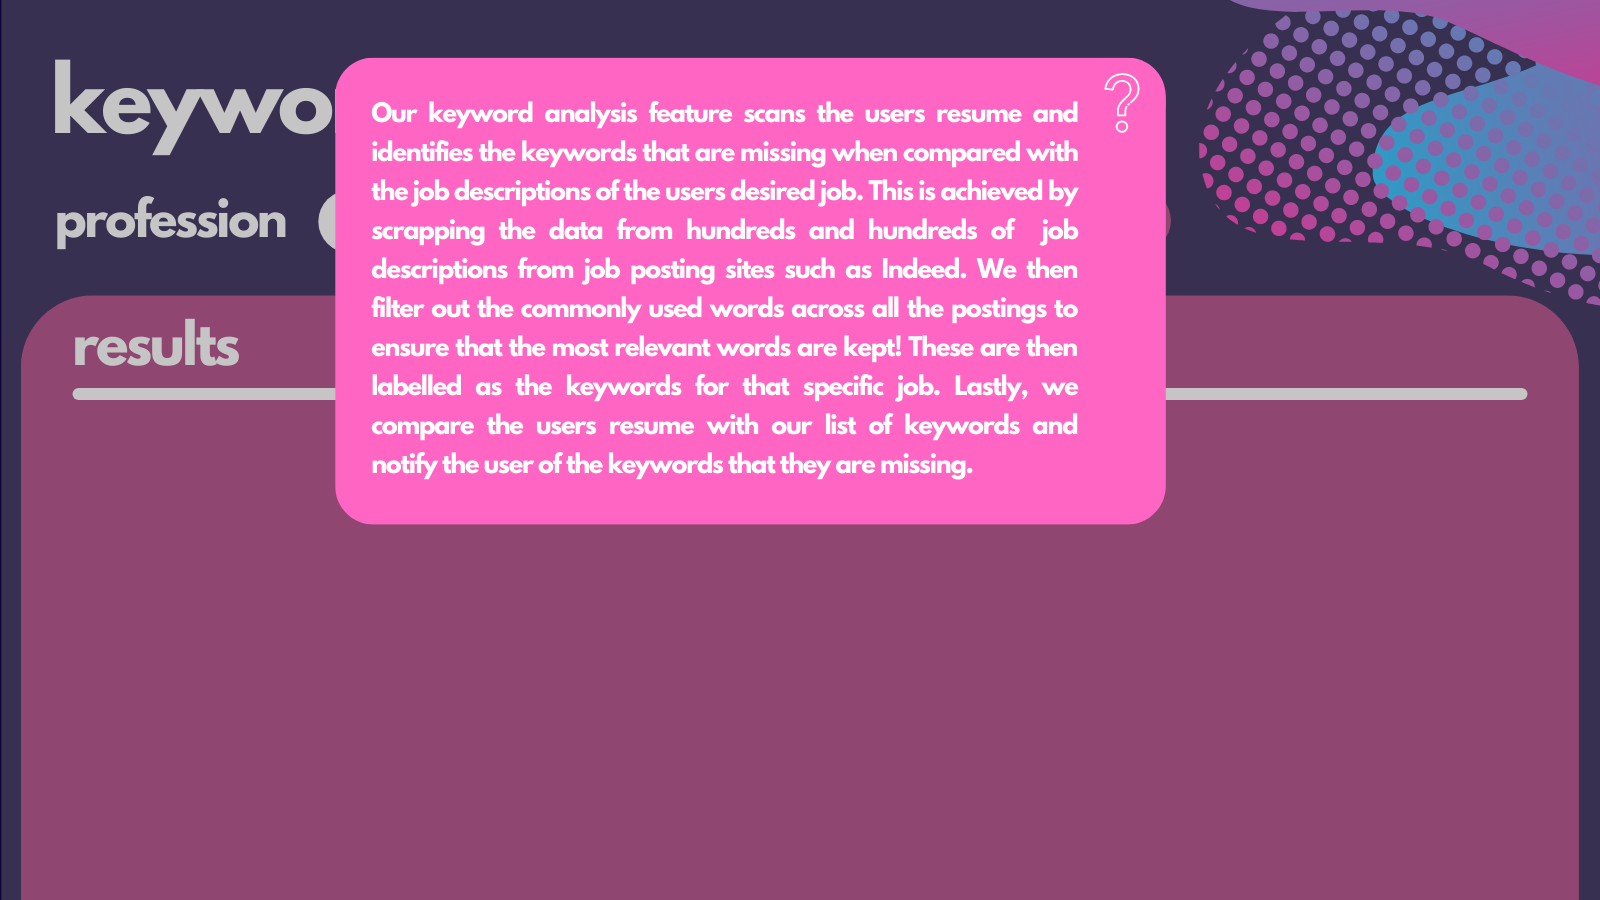 keywo
Our keyword analysis feature scans the users resume and
identifies the keywords that are missing when compared with
the job descriptions of the users desired job. This is achieved by
scrapping the data from hundreds and hundreds of job
descriptions from job posting sites such as Indeed. We then
filter out the commonly used words across all the postings to
ensure that the most relevant words are kept! These are then
labelled as the keywords for that specific job. Lastly, we
compare the users resume with our list of keywords and
notify the user of the keywords that they are missing.
?
profession
results